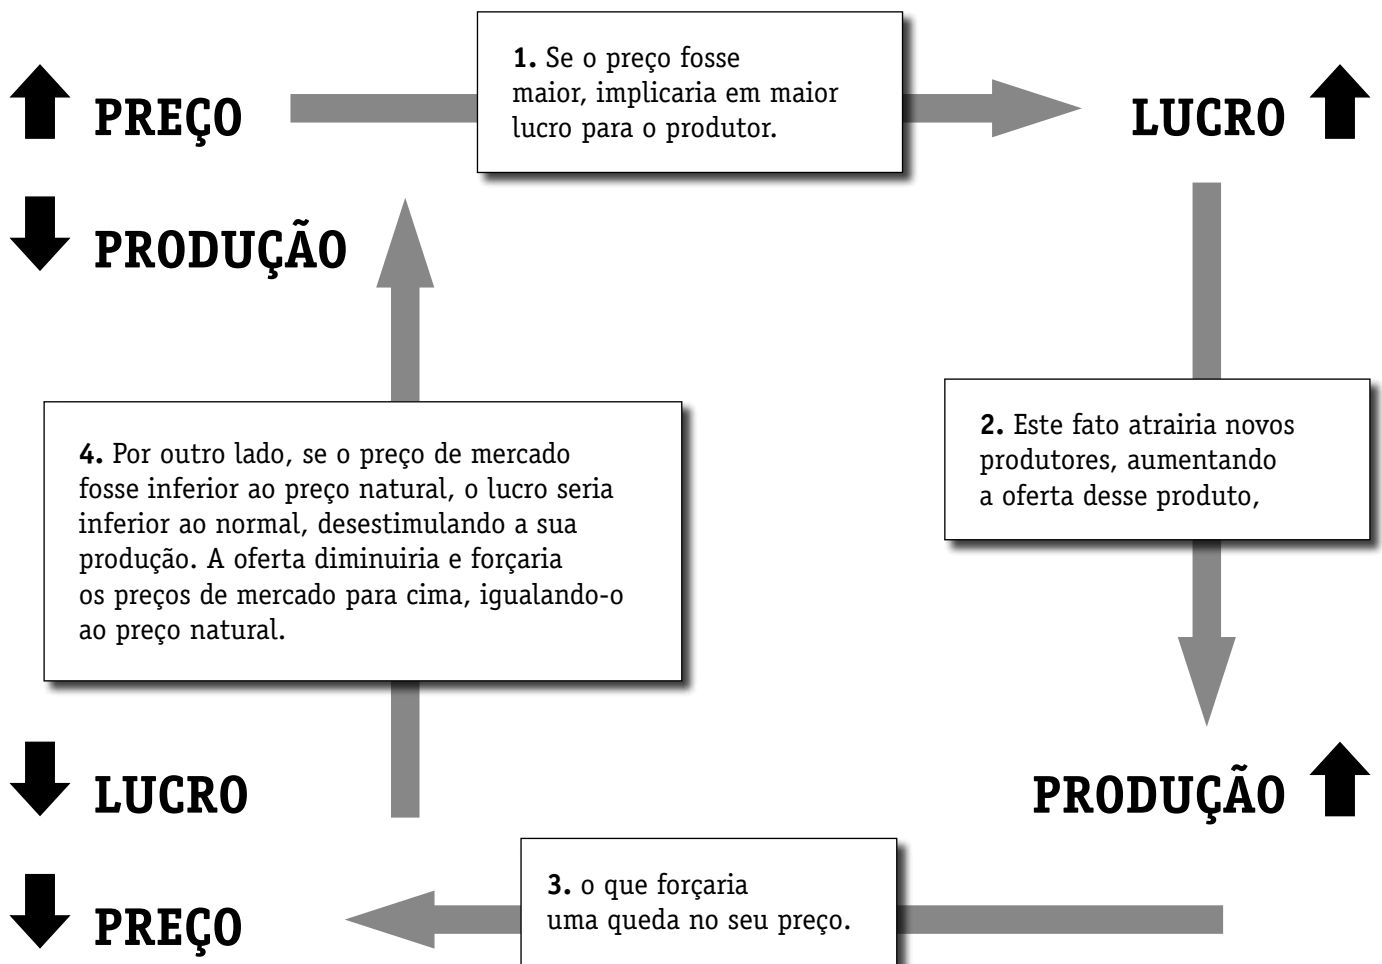 PREÇO
1. Se o preço fosse
maior, implicaria em maior
lucro para o produtor.
LUCRO
PRODUÇÃO
2. Este fato atrairia novos
produtores, aumentando
a oferta desse produto,
PRODUÇÃO
3. o que forçaria
uma queda no seu preço.
LUCRO
PREÇO
4. Por outro lado, se o preço de mercado
fosse inferior ao preço natural, o lucro seria
inferior ao normal, desestimulando a sua
produção. A oferta diminuiria e forçaria
os preços de mercado para cima, igualando-o
ao preço natural.